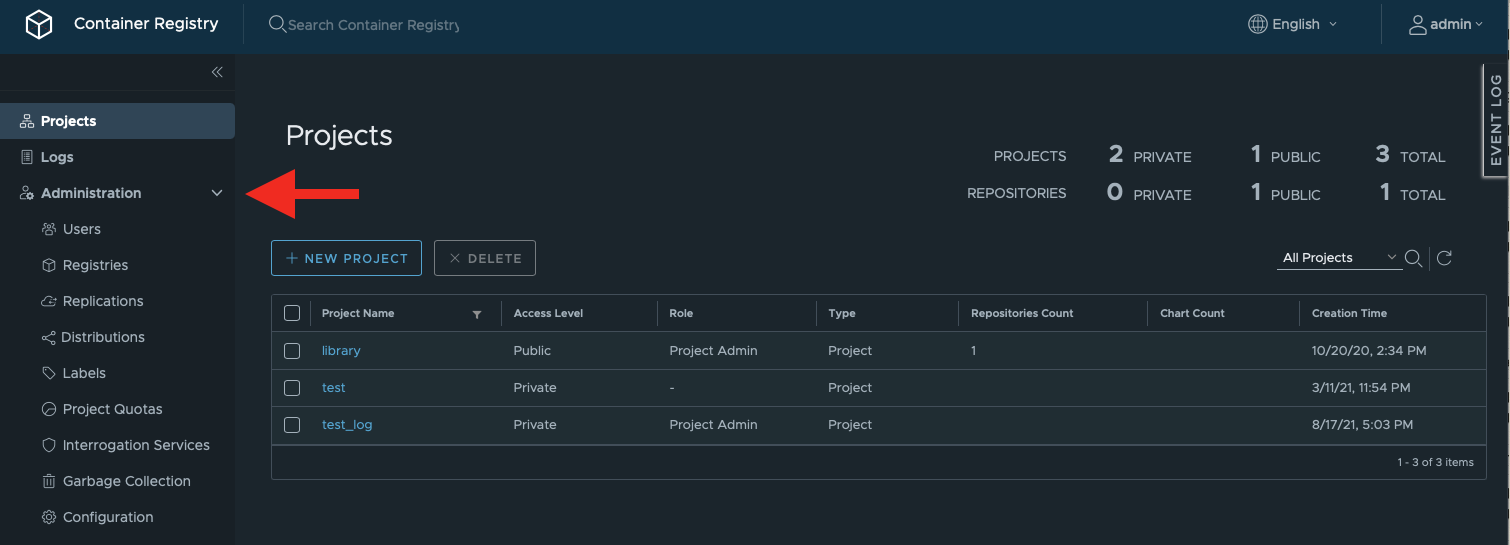 Container Registry
Search Container Registry
English
admin
EVENT LOG
Projects
Logs
Administration
Users
Registries
Replications
Distributions
Labels
Project Quotas
Interrogation Services
Garbage Collection
Configuration
Projects
PROJECTS 2 PRIVATE 1 PUBLIC 3 TOTAL
REPOSITORIES 0 PRIVATE 1 PUBLIC 1 TOTAL
+ NEW PROJECT
× DELETE
All Projects
Project Name Access Level Role Type Repositories Count Chart Count Creation Time
library Public Project Admin Project 1 10/20/20, 2:34 PM
test Private - Project 3/11/21, 11:54 PM
test_log Private Project Admin Project 8/17/21, 5:03 PM
1 - 3 of 3 items